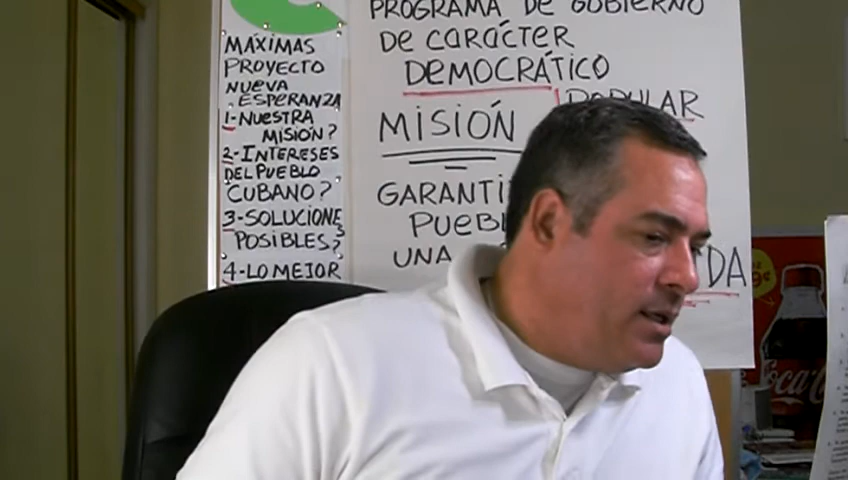 MÁXIMAS
PROYECTO
NUEVA
ESPERANZA
1-NUESTRA
MISIÓN?
2-INTERESES
DEL PUEBLO
CUBANO?
3-SOLUCIONE
POSIBLES?
4-LO MEJOR
PROGRAMA DE GOBIERNO
DE CARÁCTER
DEMOCRÁTICO
POPULAR
MISIÓN
GARANTI
PUEBL
UNA
DA
Coca